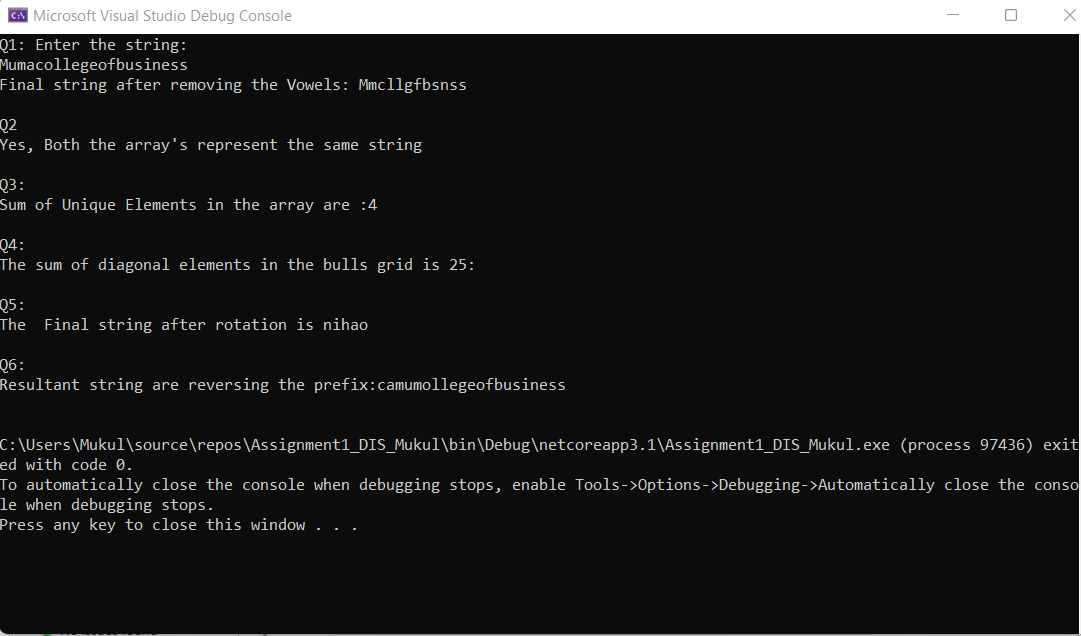 Microsoft Visual Studio Debug Console
Q1: Enter the string:
Mumacollegeofbusiness
Final string after removing the Vowels: Mmcllgfbsnss
Q2
Yes, Both the array's represent the same string
Q3:
Sum of Unique Elements in the array are :4
Q4:
The sum of diagonal elements in the bulls grid is 25:
Q5:
The  Final string after rotation is nihao
Q6:
Resultant string are reversing the prefix:camumollegeofbusiness
C:\Users\Mukul\source\repos\Assignment1_DIS_Mukul\bin\Debug\netcoreapp3.1\Assignment1_DIS_Mukul.exe (process 97436) exit
ed with code 0.
To automatically close the console when debugging stops, enable Tools->Options->Debugging->Automatically close the conso
le when debugging stops.
Press any key to close this window . . .